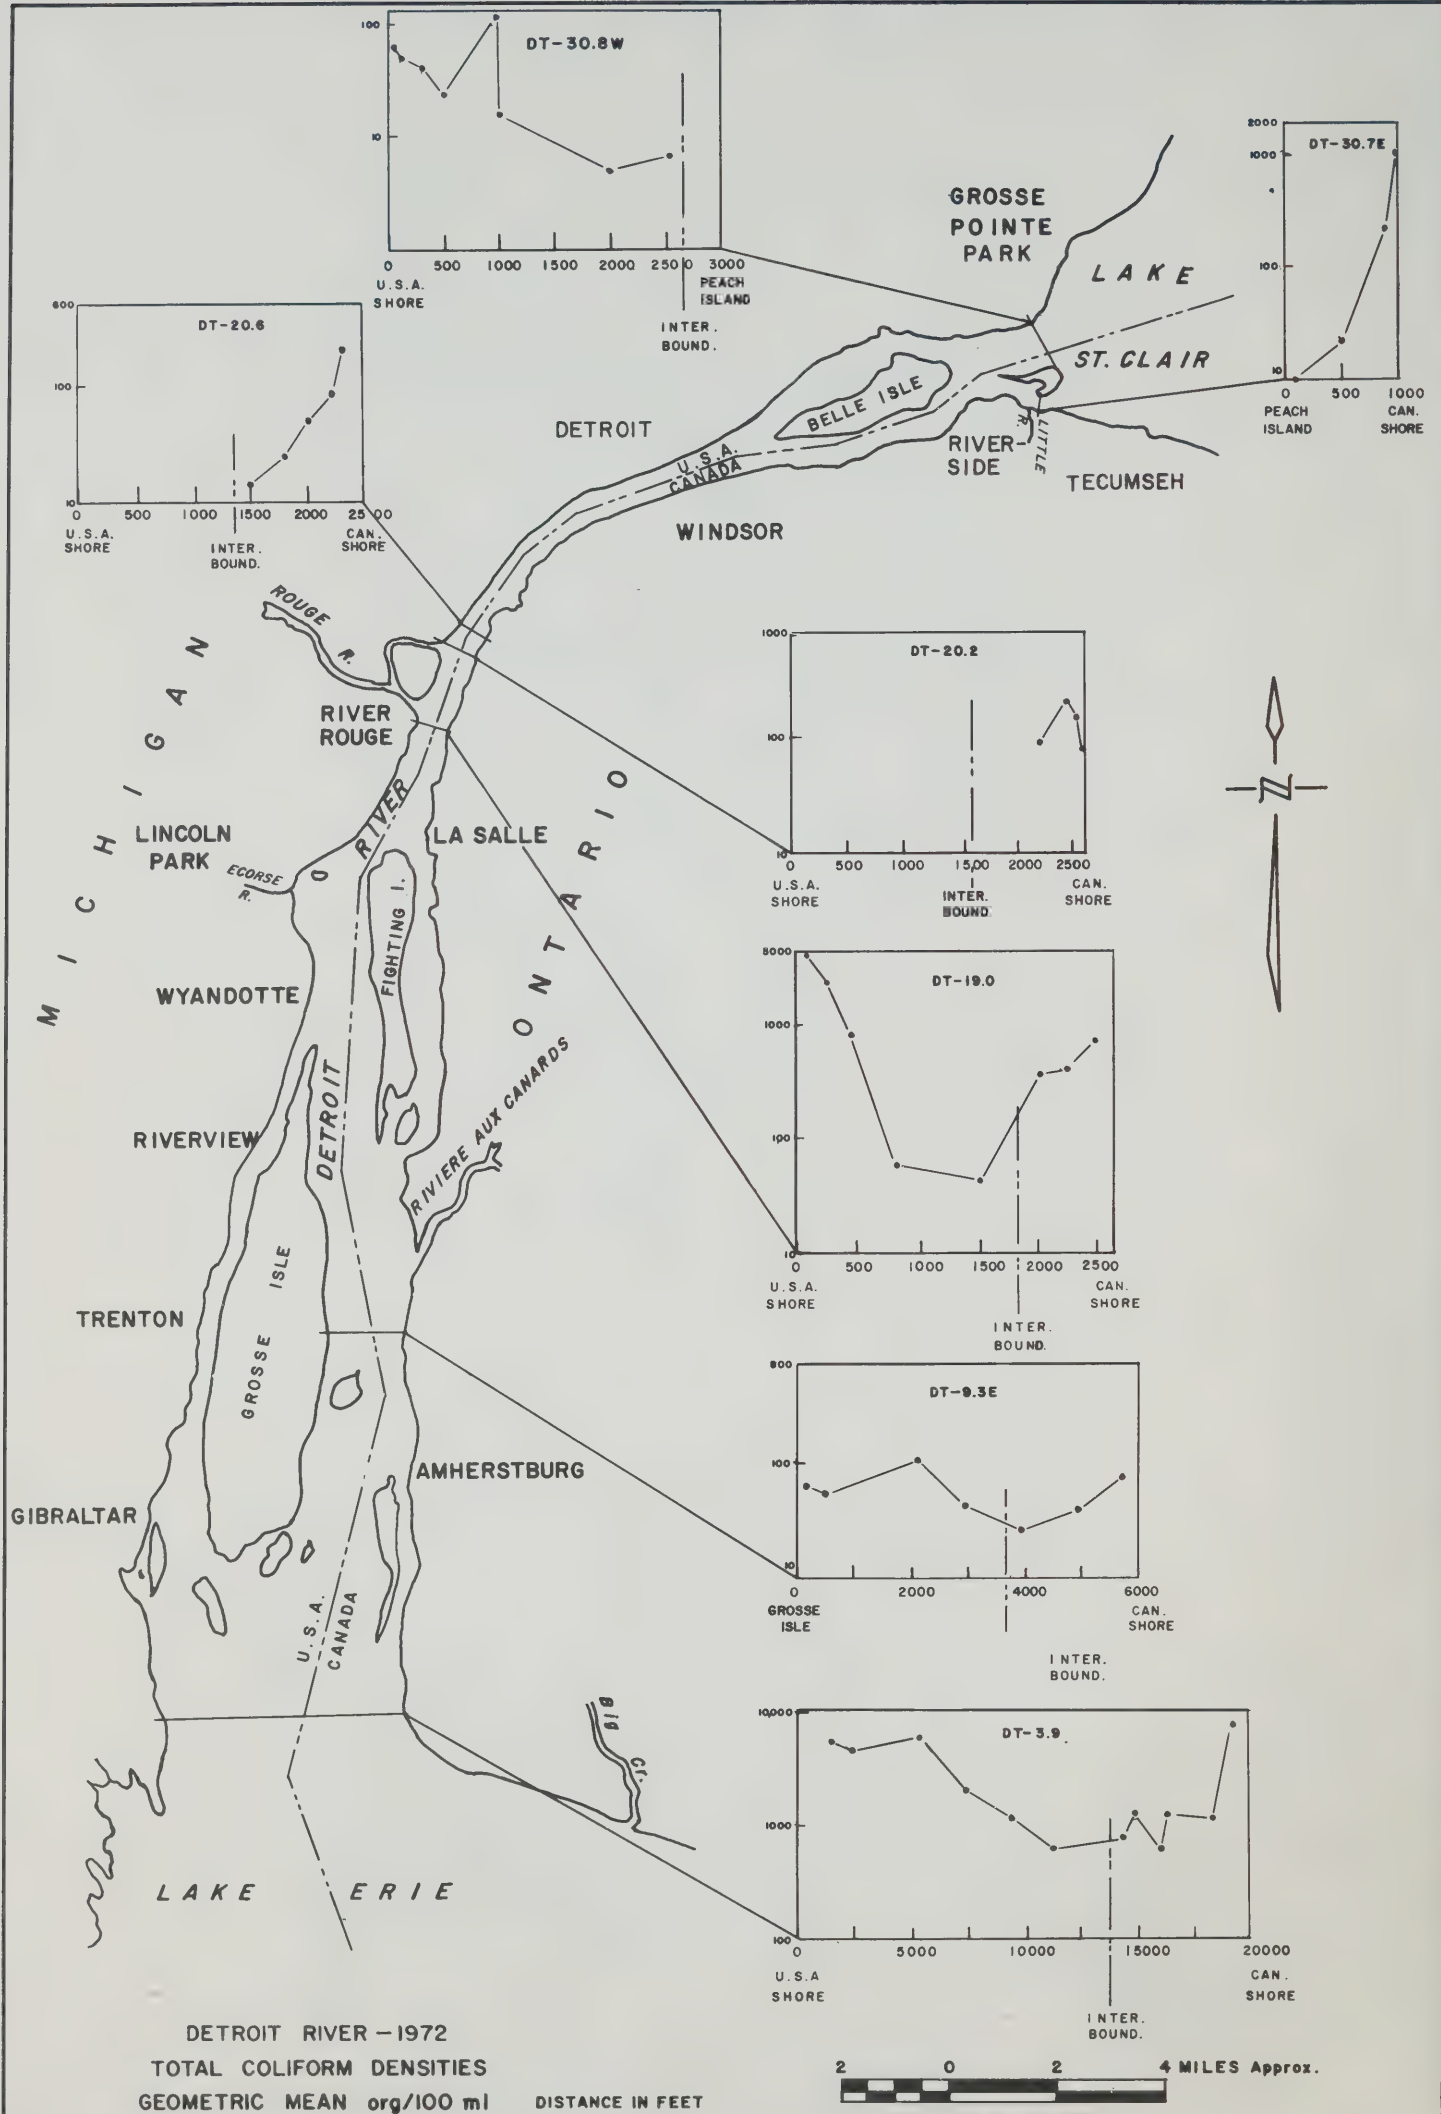 100
10
DT-30.8W
0 500 1000 1500 2000 2500 3000
U.S.A.
SHORE
PEACH
ISLAND
INTER.
BOUND.
2000
1000
100
10
DT-30.7E
0 500 1000
PEACH
ISLAND
CAN.
SHORE
GROSSE
POINTE
PARK
LAKE
ST. CLAIR
600
100
10
DT-20.6
0 500 1000 1500 2000 2500
U.S.A.
SHORE
INTER.
BOUND.
CAN.
SHORE
BELLE ISLE
DETROIT
U.S.A.
CANADA
RIVER-
SIDE
LITTLE
R.
TECUMSEH
WINDSOR
ROUGE
R.
MICHIGAN
RIVER
ROUGE
1000
100
10
DT-20.2
0 500 1000 1500 2000 2500
U.S.A.
SHORE
INTER.
BOUND.
CAN.
SHORE
N
RIVER
LINCOLN
PARK
LA SALLE
ECORSE
R.
ONTARIO
FIGHTING I.
WYANDOTTE
5000
1000
100
10
DT-19.0
0 500 1000 1500 2000 2500
U.S.A.
SHORE
CAN.
SHORE
INTER.
BOUND.
DETROIT
RIVERVIEW
RIVIERE AUX CANARDS
GROSSE ISLE
TRENTON
800
100
10
DT-9.3E
0 2000 4000 6000
GROSSE
ISLE
CAN.
SHORE
INTER.
BOUND.
AMHERSTBURG
GIBRALTAR
U.S.A.
CANADA
Big Cr.
10,000
1000
100
DT-3.9
0 5000 10000 15000 20000
U.S.A
SHORE
CAN.
SHORE
INTER.
BOUND.
LAKE ERIE
DETROIT RIVER - 1972
TOTAL COLIFORM DENSITIES
GEOMETRIC MEAN org/100 ml DISTANCE IN FEET
2 0 2 4 MILES Approx.